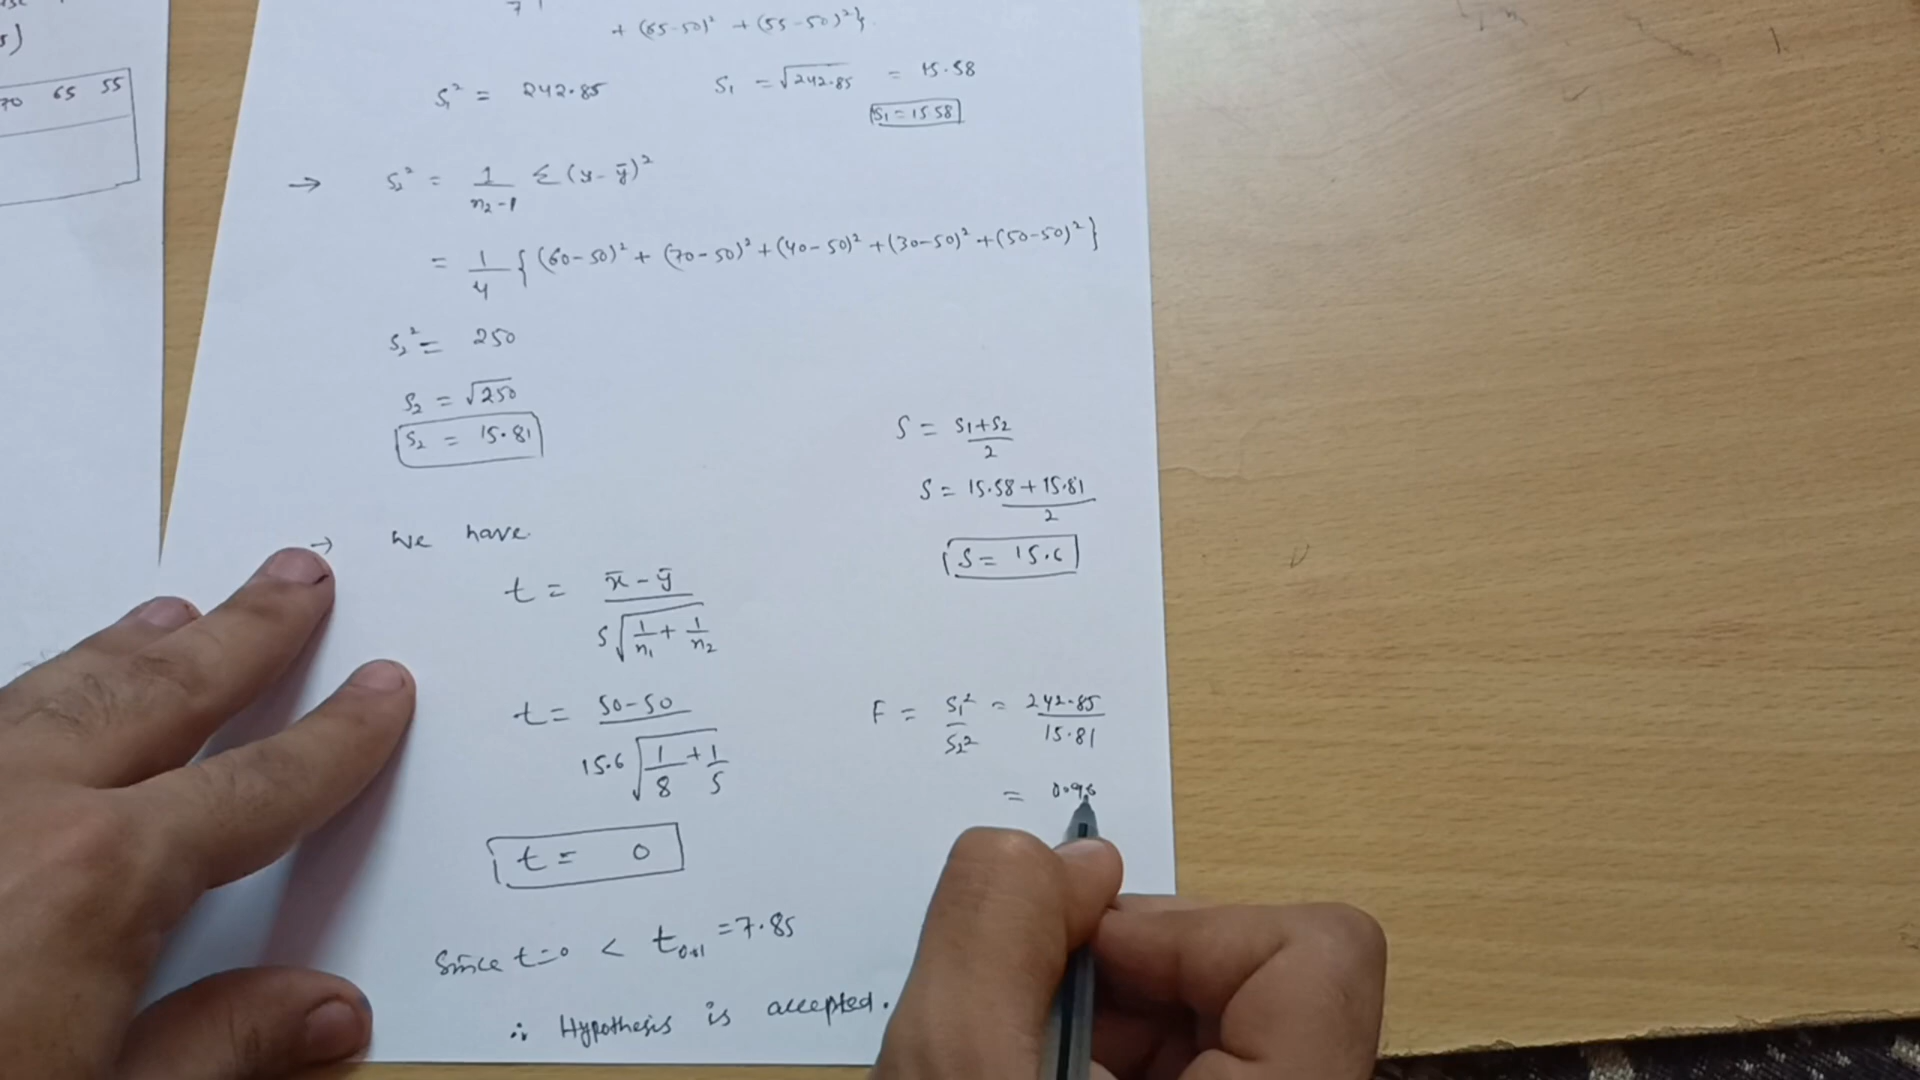 70 65 55
+ (65-50)² + (55-50)²}
S₁² = 242.85
S₁ = √242.85 = 15.58
S₁ = 15.58
→ S₂² = 1/(n₂-1) Σ(y-ȳ)²
= 1/4 {(60-50)² + (70-50)² + (40-50)² + (30-50)² + (50-50)²}
S₂² = 250
S₂ = √250
S₂ = 15.81
S = (S₁+S₂)/2
S = (15.58+15.81)/2
S = 15.6
→ we have
t = (x̄-ȳ)/(S√(1/n₁ + 1/n₂))
t = (50-50)/(15.6√(1/8 + 1/5))
t = 0
F = S₁²/S₂² = 242.85/15.81
= 0.96
Since t=0 < t₀.₀₁ = 7.85
∴ Hypothesis is accepted.